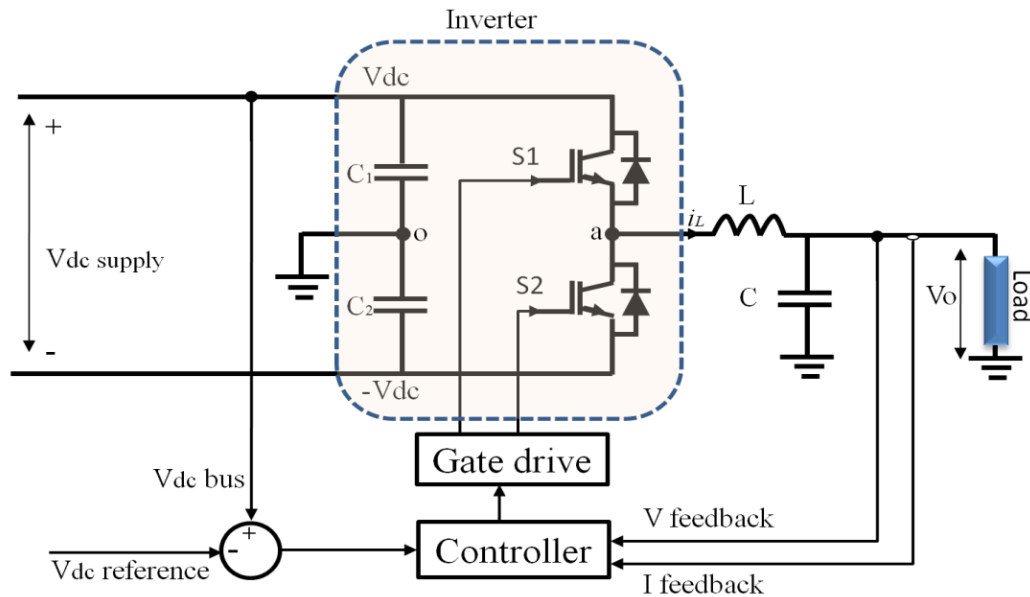 Inverter
Vdc
+
C1
S1
L
iL
o
a
Vdc supply
S2
C2
C
Vo
Load
-
-Vdc
Gate drive
Vdc bus
+
-
V feedback
Controller
Vdc reference
I feedback